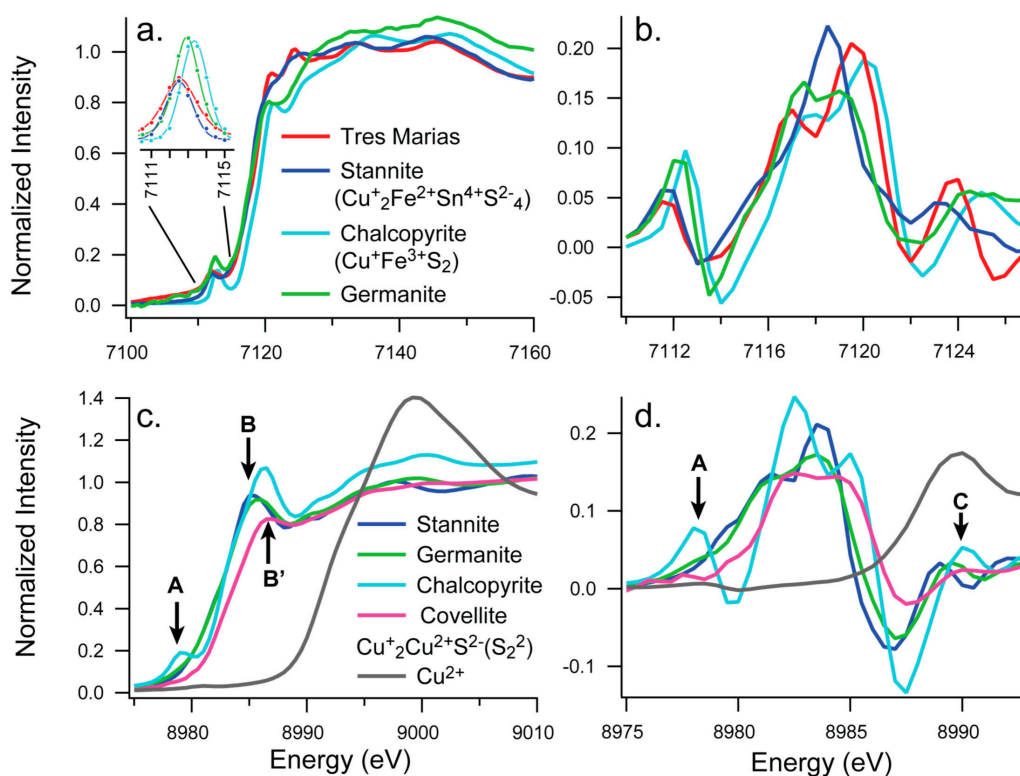 a.
Normalized Intensity
1.0
0.8
0.6
0.4
0.2
0.0
7111
7115
Tres Marias
Stannite
(Cu⁺₂Fe²⁺Sn⁴⁺S²⁻₄)
Chalcopyrite
(Cu⁺Fe³⁺S₂)
Germanite
7100
7120
7140
7160
b.
0.20
0.15
0.10
0.05
0.00
-0.05
7112
7116
7120
7124
c.
Normalized Intensity
1.4
1.2
1.0
0.8
0.6
0.4
0.2
0.0
A
B
B’
Stannite
Germanite
Chalcopyrite
Covellite
Cu⁺₂Cu²⁺S²⁻(S₂²)
Cu²⁺
8980
8990
9000
9010
Energy (eV)
d.
0.2
0.1
0.0
-0.1
A
C
8975
8980
8985
8990
Energy (eV)